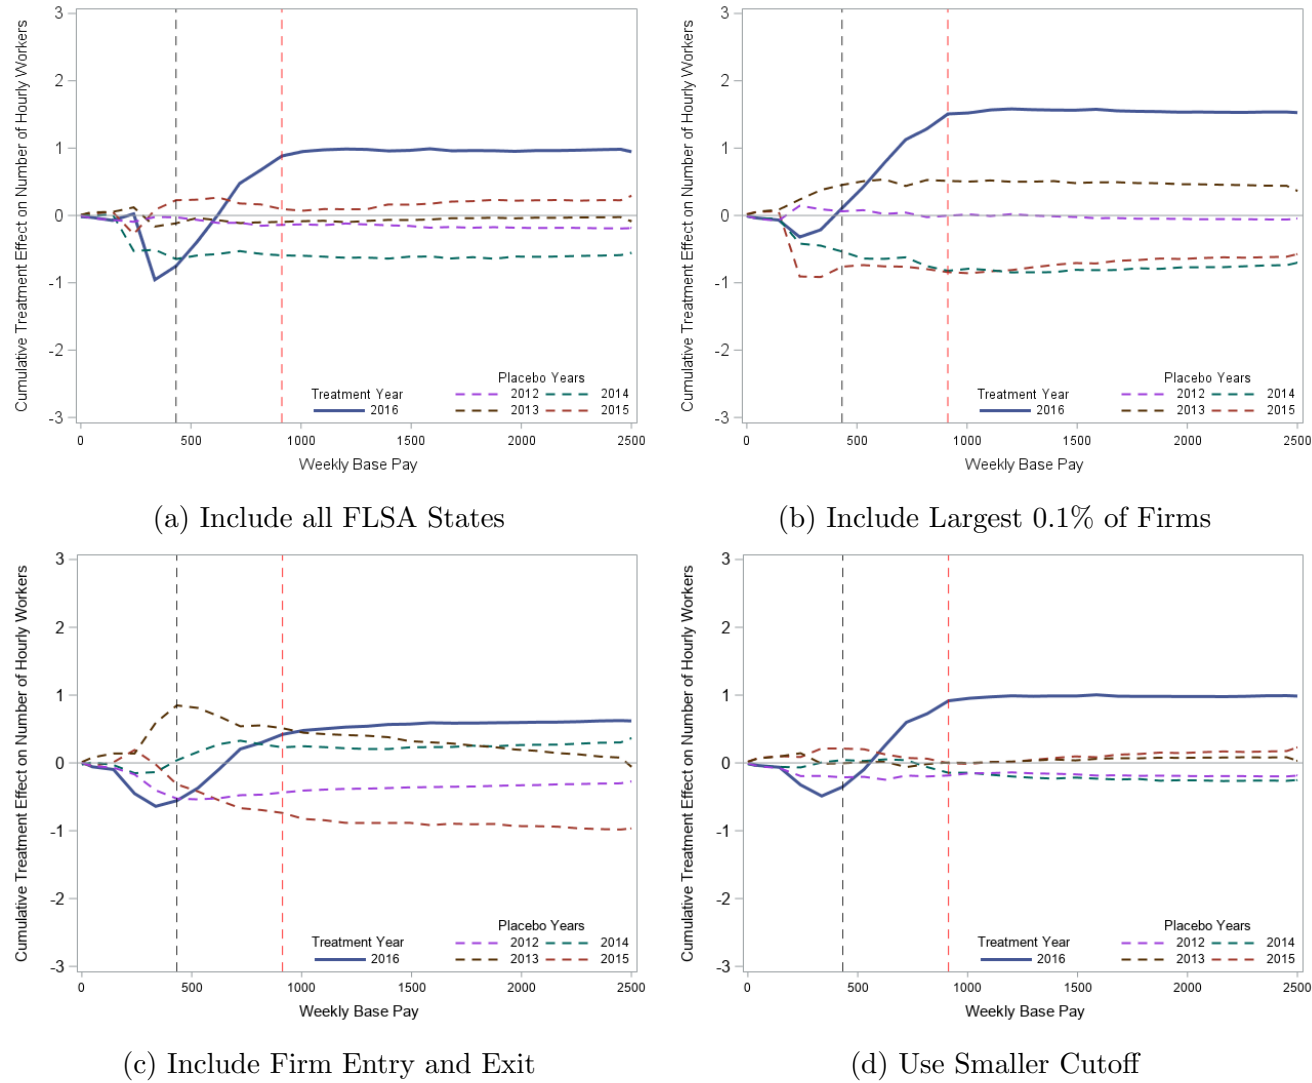 Cumulative Treatment Effect on Number of Hourly Workers
3
2
1
0
-1
-2
-3
Treatment Year
2016
Placebo Years
2012 2014
2013 2015
0 500 1000 1500 2000 2500
Weekly Base Pay
(a) Include all FLSA States
Cumulative Treatment Effect on Number of Hourly Workers
3
2
1
0
-1
-2
-3
Treatment Year
2016
Placebo Years
2012 2014
2013 2015
0 500 1000 1500 2000 2500
Weekly Base Pay
(b) Include Largest 0.1% of Firms
Cumulative Treatment Effect on Number of Hourly Workers
3
2
1
0
-1
-2
-3
Treatment Year
2016
Placebo Years
2012 2014
2013 2015
0 500 1000 1500 2000 2500
Weekly Base Pay
(c) Include Firm Entry and Exit
Cumulative Treatment Effect on Number of Hourly Workers
3
2
1
0
-1
-2
-3
Treatment Year
2016
Placebo Years
2012 2014
2013 2015
0 500 1000 1500 2000 2500
Weekly Base Pay
(d) Use Smaller Cutoff